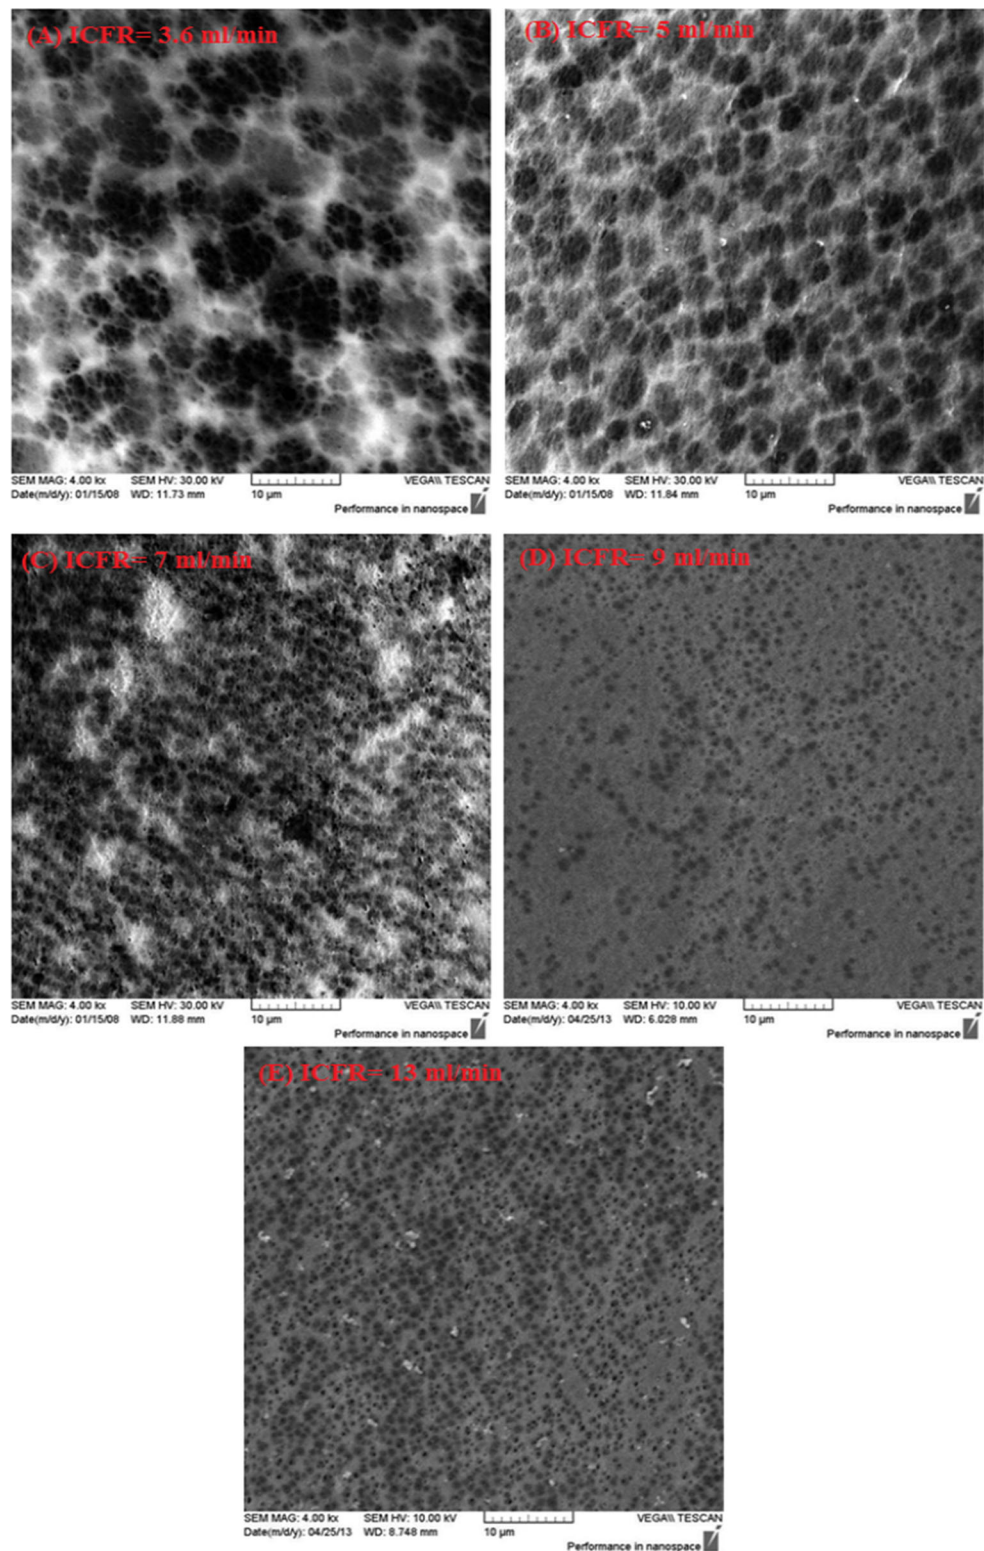 (A) ICFR= 3.6 ml/min
(B) ICFR= 5 ml/min
SEM MAG: 4.00 kx SEM HV: 30.00 kV VEGA\\\ TESCAN
Date(m/d/y): 01/15/08 WD: 11.73 mm 10 µm
Performance in nanospace
SEM MAG: 4.00 kx SEM HV: 30.00 kV VEGA\\\ TESCAN
Date(m/d/y): 01/15/08 WD: 11.84 mm 10 µm
Performance in nanospace
(C) ICFR= 7 ml/min
(D) ICFR= 9 ml/min
SEM MAG: 4.00 kx SEM HV: 30.00 kV VEGA\\\ TESCAN
Date(m/d/y): 01/15/08 WD: 11.88 mm 10 µm
Performance in nanospace
SEM MAG: 4.00 kx SEM HV: 10.00 kV VEGA\\\ TESCAN
Date(m/d/y): 04/25/13 WD: 6.028 mm 10 µm
Performance in nanospace
(E) ICFR= 13 ml/min
SEM MAG: 4.00 kx SEM HV: 10.00 kV VEGA\\\ TESCAN
Date(m/d/y): 04/25/13 WD: 8.748 mm 10 µm
Performance in nanospace